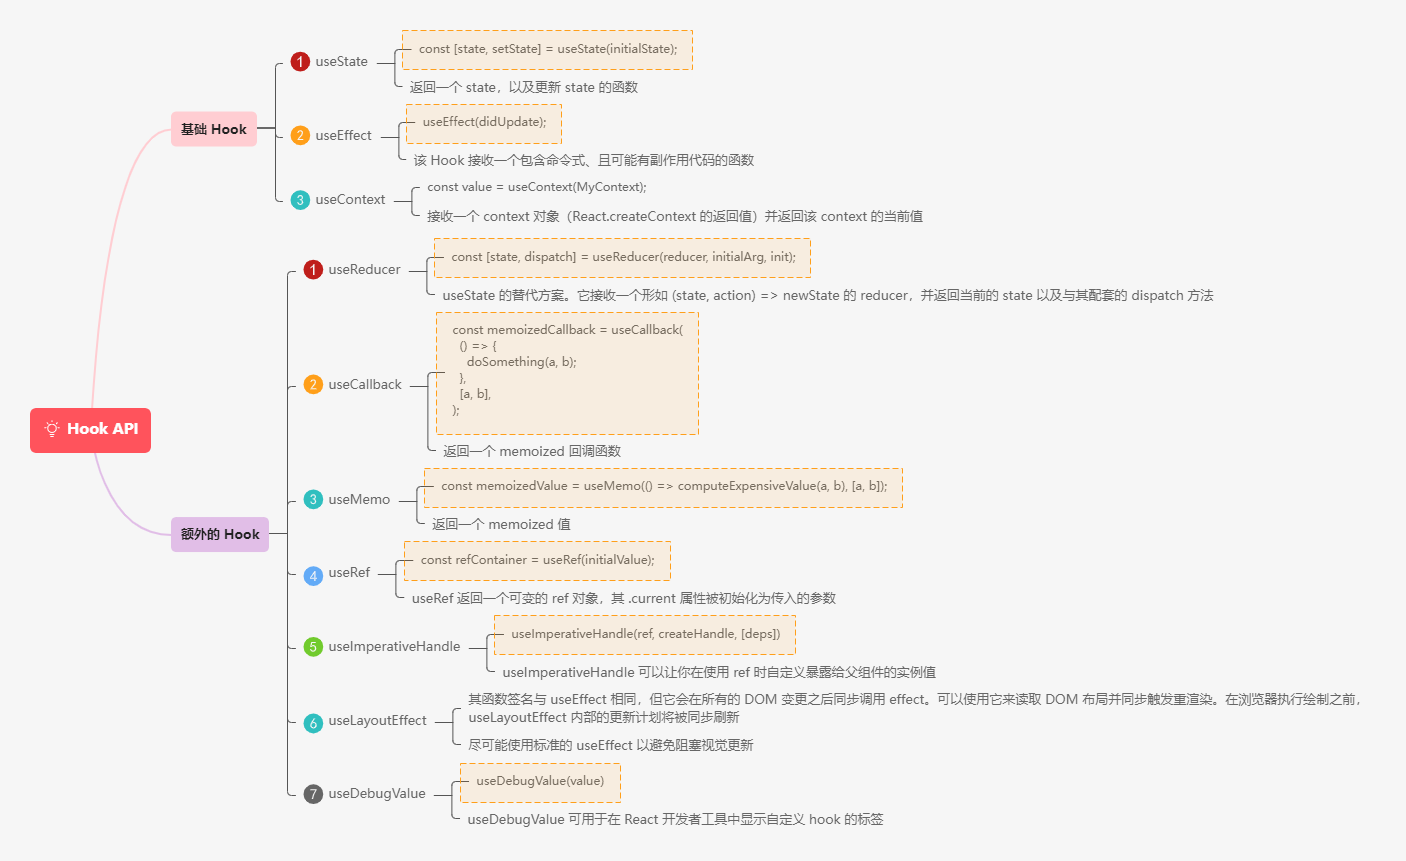 Hook API
基础 Hook
1 useState
const [state, setState] = useState(initialState);
返回一个 state，以及更新 state 的函数
2 useEffect
useEffect(didUpdate);
该 Hook 接收一个包含命令式、且可能有副作用代码的函数
3 useContext
const value = useContext(MyContext);
接收一个 context 对象（React.createContext 的返回值）并返回该 context 的当前值
额外的 Hook
1 useReducer
const [state, dispatch] = useReducer(reducer, initialArg, init);
useState 的替代方案。它接收一个形如 (state, action) => newState 的 reducer，并返回当前的 state 以及与其配套的 dispatch 方法
2 useCallback
const memoizedCallback = useCallback(
() => {
doSomething(a, b);
},
[a, b],
);
返回一个 memoized 回调函数
3 useMemo
const memoizedValue = useMemo(() => computeExpensiveValue(a, b), [a, b]);
返回一个 memoized 值
4 useRef
const refContainer = useRef(initialValue);
useRef 返回一个可变的 ref 对象，其 .current 属性被初始化为传入的参数
5 useImperativeHandle
useImperativeHandle(ref, createHandle, [deps])
useImperativeHandle 可以让你在使用 ref 时自定义暴露给父组件的实例值
6 useLayoutEffect
其函数签名与 useEffect 相同，但它会在所有的 DOM 变更之后同步调用 effect。可以使用它来读取 DOM 布局并同步触发重渲染。在浏览器执行绘制之前，
useLayoutEffect 内部的更新计划将被同步刷新
尽可能使用标准的 useEffect 以避免阻塞视觉更新
7 useDebugValue
useDebugValue(value)
useDebugValue 可用于在 React 开发者工具中显示自定义 hook 的标签